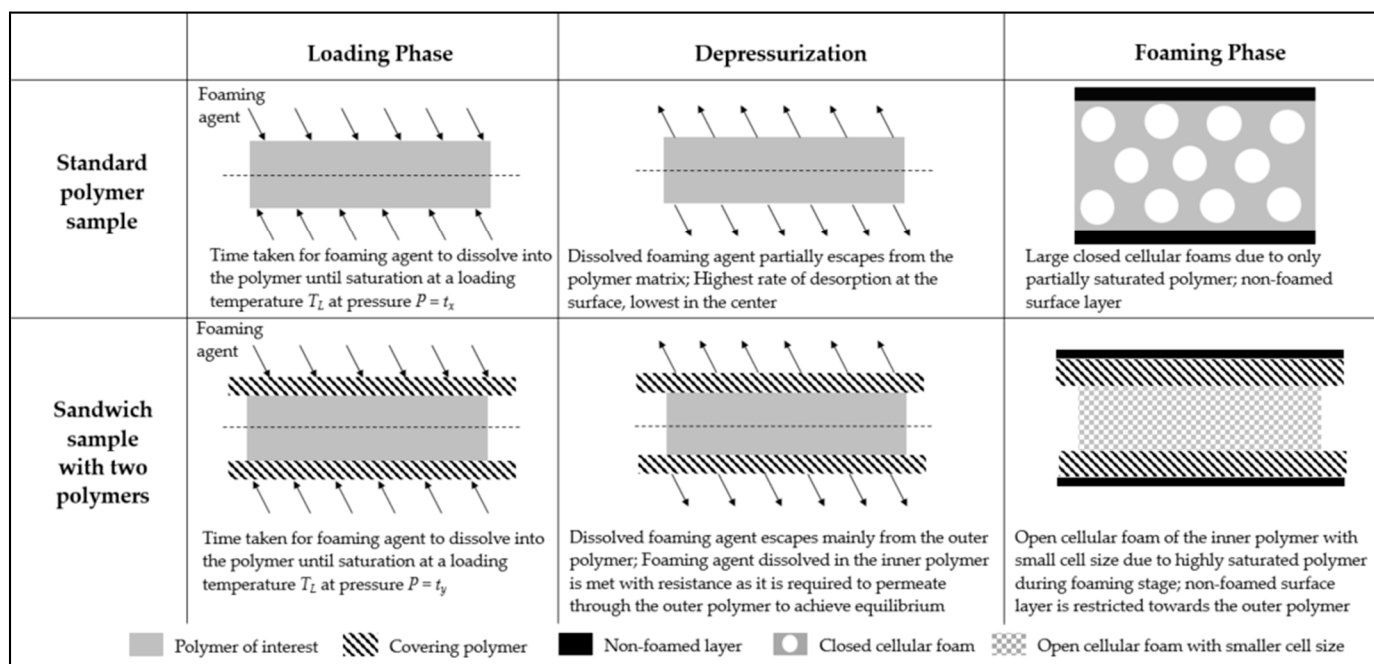 Loading Phase
Depressurization
Foaming Phase
Standard
polymer
sample
Foaming
agent
Time taken for foaming agent to dissolve into
the polymer until saturation at a loading
temperature T_L at pressure P = t_x
Dissolved foaming agent partially escapes from the
polymer matrix; Highest rate of desorption at the
surface, lowest in the center
Large closed cellular foams due to only
partially saturated polymer; non-foamed
surface layer
Sandwich
sample
with two
polymers
Foaming
agent
Time taken for foaming agent to dissolve into
the polymer until saturation at a loading
temperature T_L at pressure P = t_y
Dissolved foaming agent escapes mainly from the outer
polymer; Foaming agent dissolved in the inner polymer
is met with resistance as it is required to permeate
through the outer polymer to achieve equilibrium
Open cellular foam of the inner polymer with
small cell size due to highly saturated polymer
during foaming stage; non-foamed surface
layer is restricted towards the outer polymer
Polymer of interest
Covering polymer
Non-foamed layer
Closed cellular foam
Open cellular foam with smaller cell size